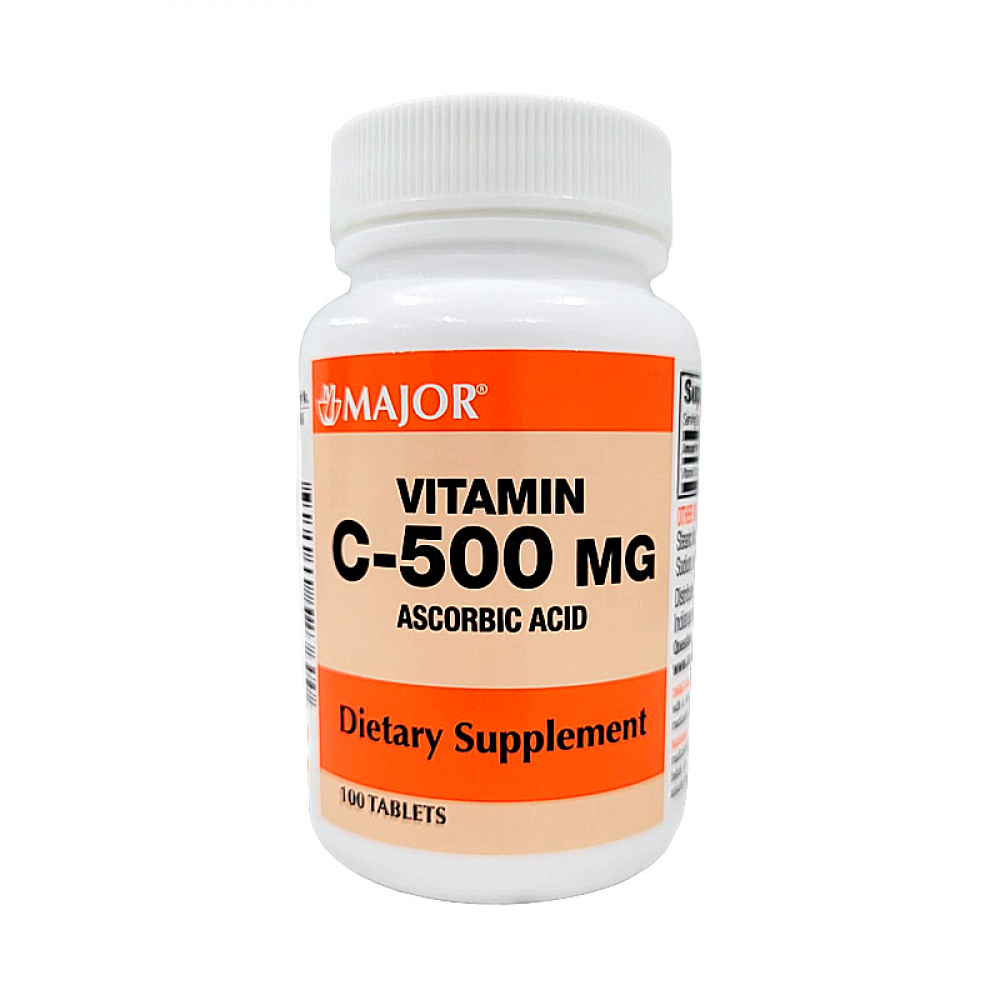 MAJOR®
VITAMIN
C-500 MG
ASCORBIC ACID
Dietary Supplement
100 TABLETS